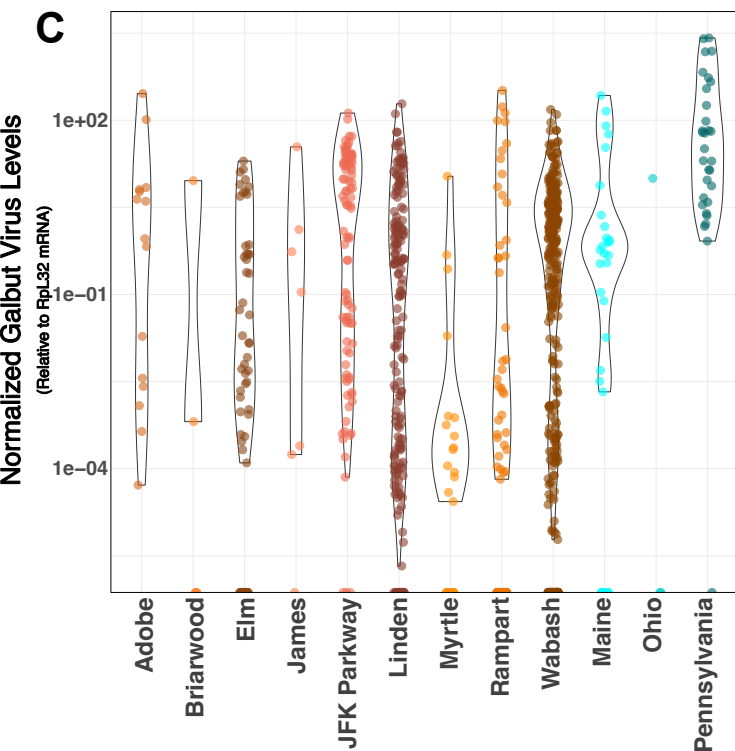 C
Normalized Galbut Virus Levels
(Relative to RpL32 mRNA)
1e+02
1e−01
1e−04
Adobe
Briarwood
Elm
James
JFK Parkway
Linden
Myrtle
Rampart
Wabash
Maine
Ohio
Pennsylvania